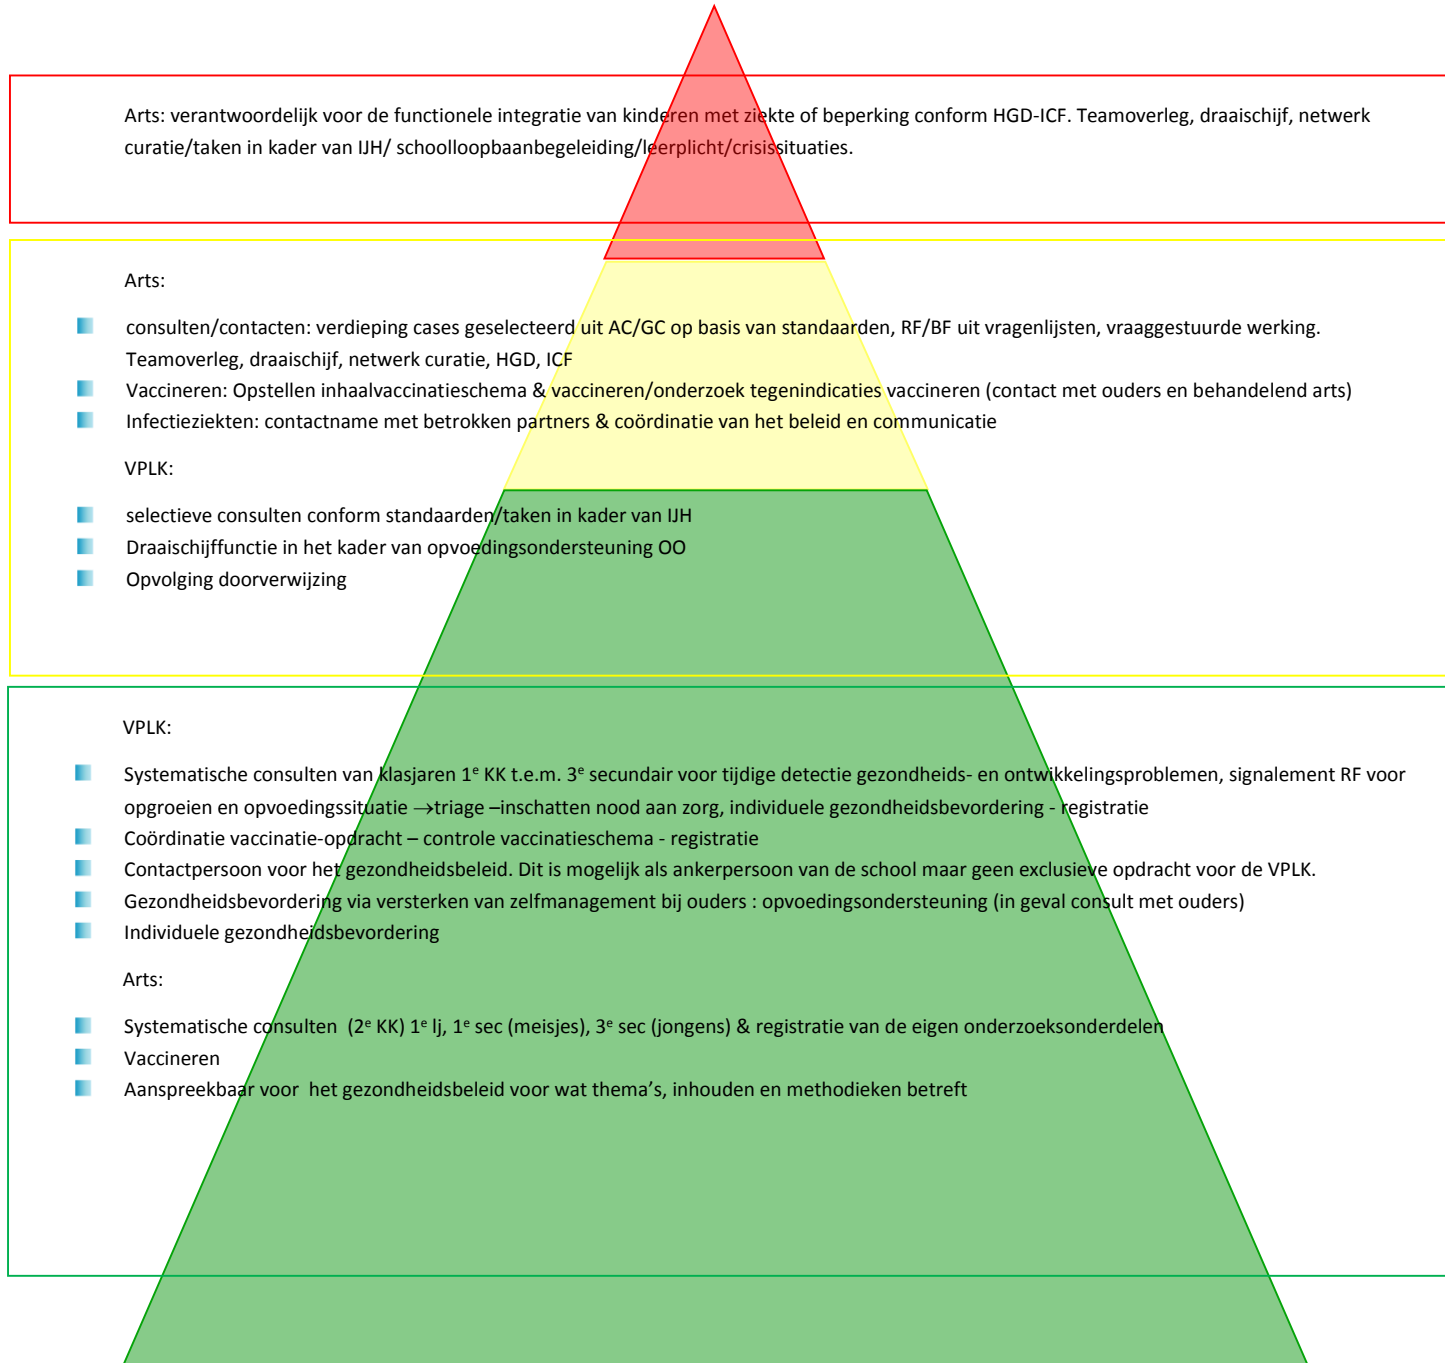 Arts: verantwoordelijk voor de functionele integratie van kinderen met ziekte of beperking conform HGD-ICF. Teamoverleg, draaischijf, netwerk
curatie/taken in kader van IJH/ schoolloopbaanbegeleiding/leerplicht/crisissituaties.
Arts:
consulten/contacten: verdieping cases geselecteerd uit AC/GC op basis van standaarden, RF/BF uit vragenlijsten, vraaggestuurde werking.
Teamoverleg, draaischijf, netwerk curatie, HGD, ICF
Vaccineren: Opstellen inhaalvaccinatieschema & vaccineren/onderzoek tegenindicaties vaccineren (contact met ouders en behandelend arts)
Infectieziekten: contactname met betrokken partners & coördinatie van het beleid en communicatie
VPLK:
selectieve consulten conform standaarden/taken in kader van IJH
Draaischijffunctie in het kader van opvoedingsondersteuning OO
Opvolging doorverwijzing
VPLK:
Systematische consulten van klasjaren 1ᵉ KK t.e.m. 3ᵉ secundair voor tijdige detectie gezondheids- en ontwikkelingsproblemen, signalement RF voor
opgroeien en opvoedingssituatie →triage –inschatten nood aan zorg, individuele gezondheidsbevordering - registratie
Coördinatie vaccinatie-opdracht – controle vaccinatieschema - registratie
Contactpersoon voor het gezondheidsbeleid. Dit is mogelijk als ankerpersoon van de school maar geen exclusieve opdracht voor de VPLK.
Gezondheidsbevordering via versterken van zelfmanagement bij ouders : opvoedingsondersteuning (in geval consult met ouders)
Individuele gezondheidsbevordering
Arts:
Systematische consulten (2ᵉ KK) 1ᵉ lj, 1ᵉ sec (meisjes), 3ᵉ sec (jongens) & registratie van de eigen onderzoeksonderdelen
Vaccineren
Aanspreekbaar voor het gezondheidsbeleid voor wat thema’s, inhouden en methodieken betreft